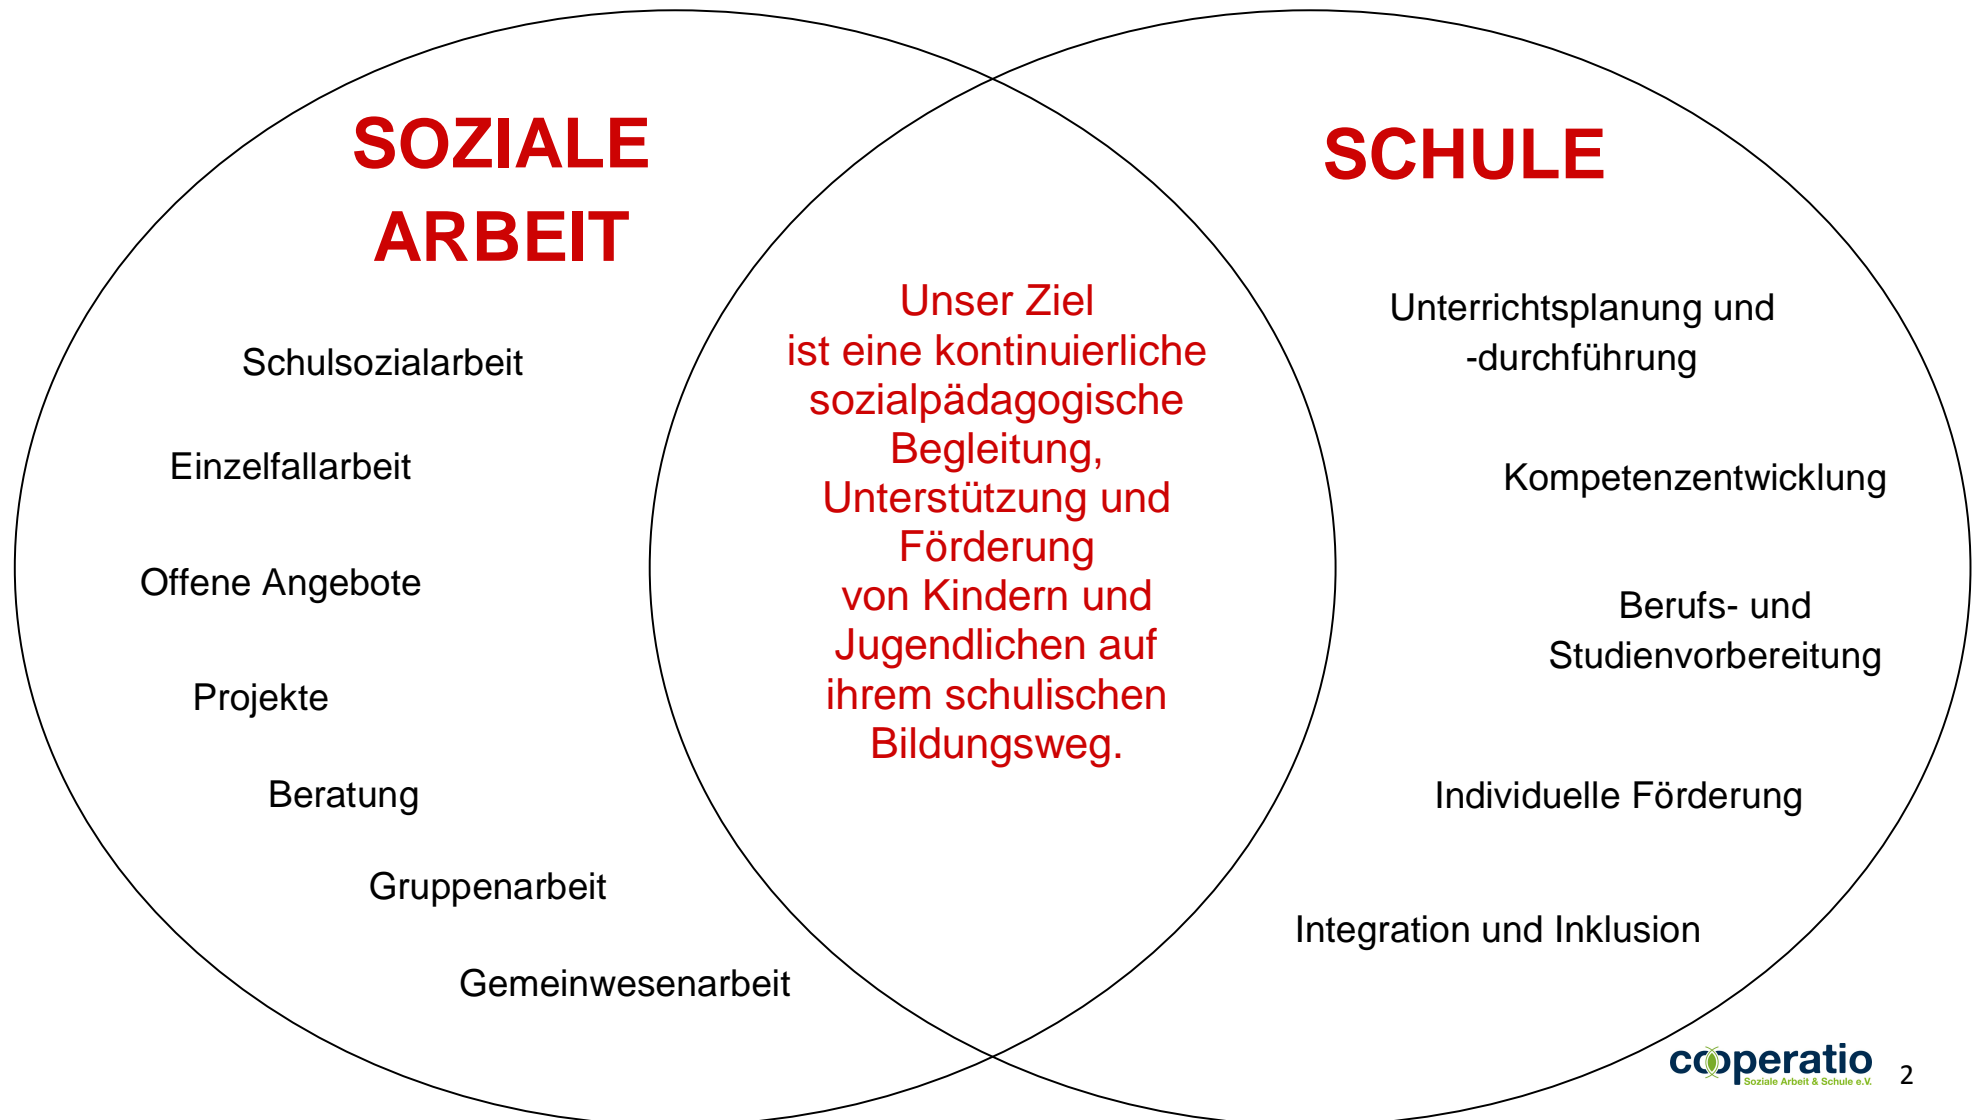 SOZIALE
ARBEIT
Schulsozialarbeit
Einzelfallarbeit
Offene Angebote
Projekte
Beratung
Gruppenarbeit
Gemeinwesenarbeit
Unser Ziel
ist eine kontinuierliche
sozialpädagogische
Begleitung,
Unterstützung und
Förderung
von Kindern und
Jugendlichen auf
ihrem schulischen
Bildungsweg.
SCHULE
Unterrichtsplanung und
-durchführung
Kompetenzentwicklung
Berufs- und
Studienvorbereitung
Individuelle Förderung
Integration und Inklusion
cooperatio
Soziale Arbeit & Schule e.V.
2